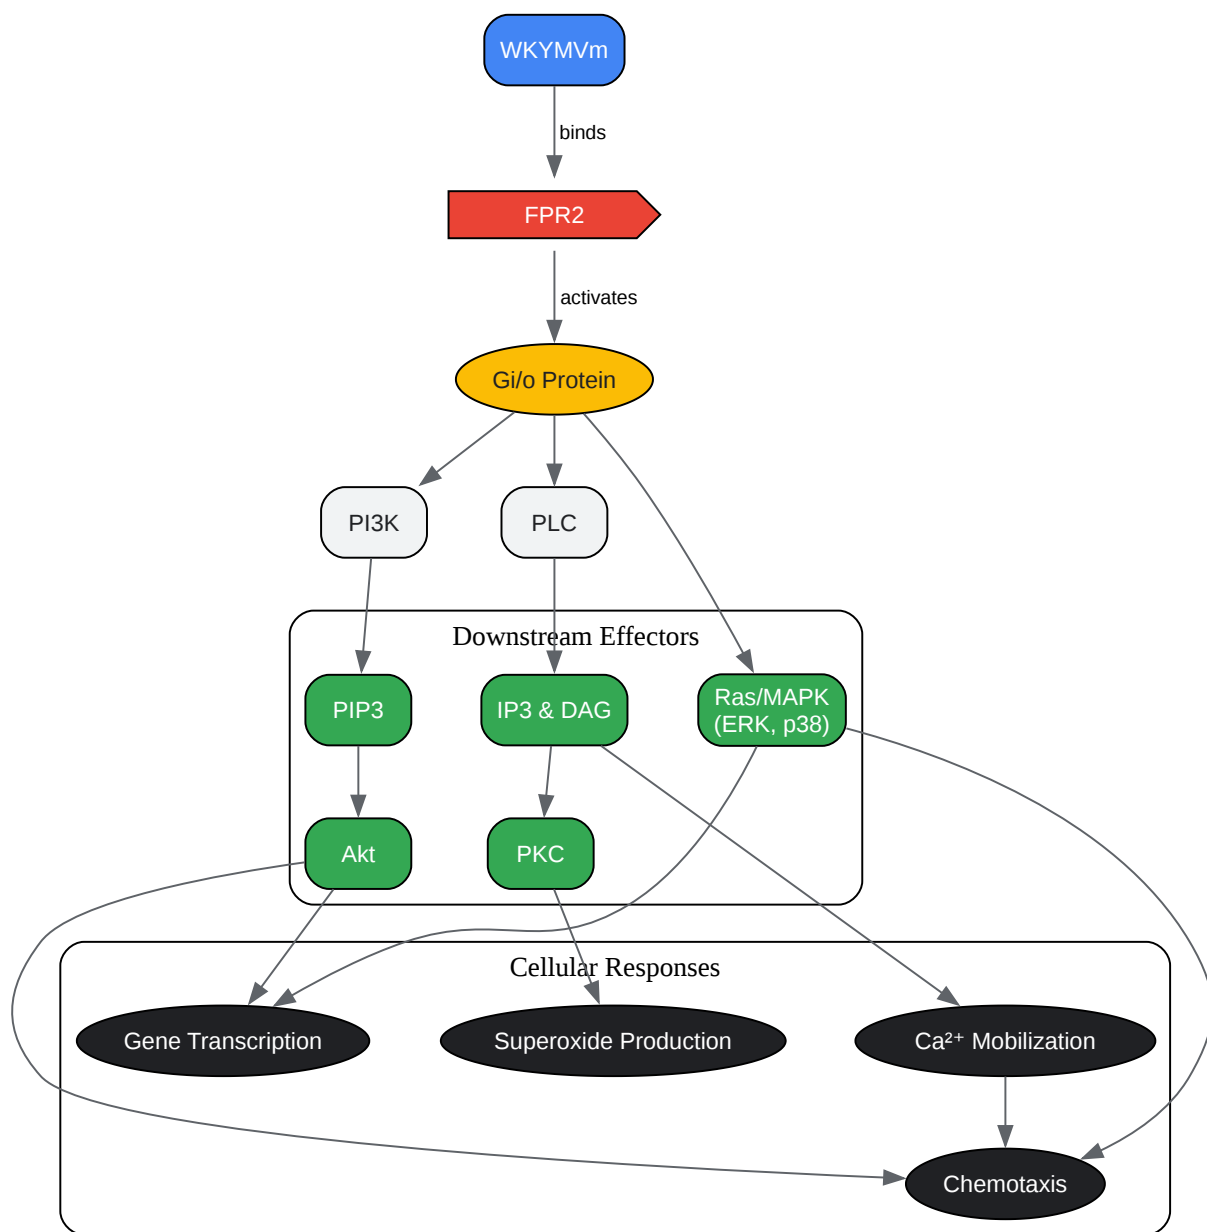 WKYMVm
binds
FPR2
activates
Gi/o Protein
PI3K
PLC
Downstream Effectors
PIP3
IP3 & DAG
Ras/MAPK
(ERK, p38)
Akt
PKC
Cellular Responses
Gene Transcription
Superoxide Production
Ca²⁺ Mobilization
Chemotaxis